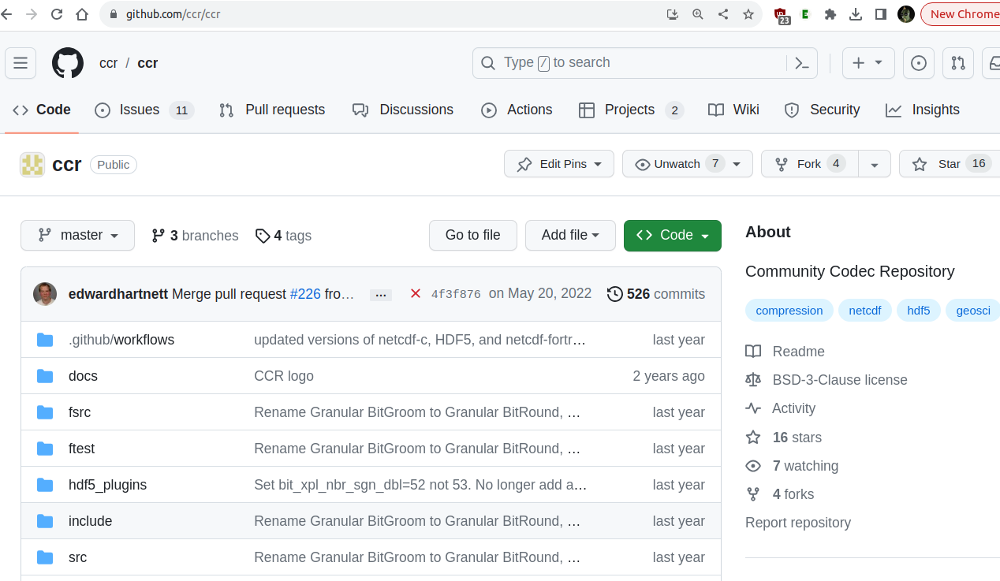 github.com/ccr/ccr
23
New Chrome
ccr / ccr
Type / to search
Code Issues 11 Pull requests Discussions Actions Projects 2 Wiki Security Insights
ccr Public
Edit Pins Unwatch 7 Fork 4 Star 16
master 3 branches 4 tags Go to file Add file Code
edwardhartnett Merge pull request #226 fro… ... 4f3f876 on May 20, 2022 526 commits
.github/workflows updated versions of netcdf-c, HDF5, and netcdf-fortr… last year
docs CCR logo 2 years ago
fsrc Rename Granular BitGroom to Granular BitRound, … last year
ftest Rename Granular BitGroom to Granular BitRound, … last year
hdf5_plugins Set bit_xpl_nbr_sgn_dbl=52 not 53. No longer add a… last year
include Rename Granular BitGroom to Granular BitRound, … last year
src Rename Granular BitGroom to Granular BitRound, … last year
About
Community Codec Repository
compression netcdf hdf5 geosci
Readme
BSD-3-Clause license
Activity
16 stars
7 watching
4 forks
Report repository